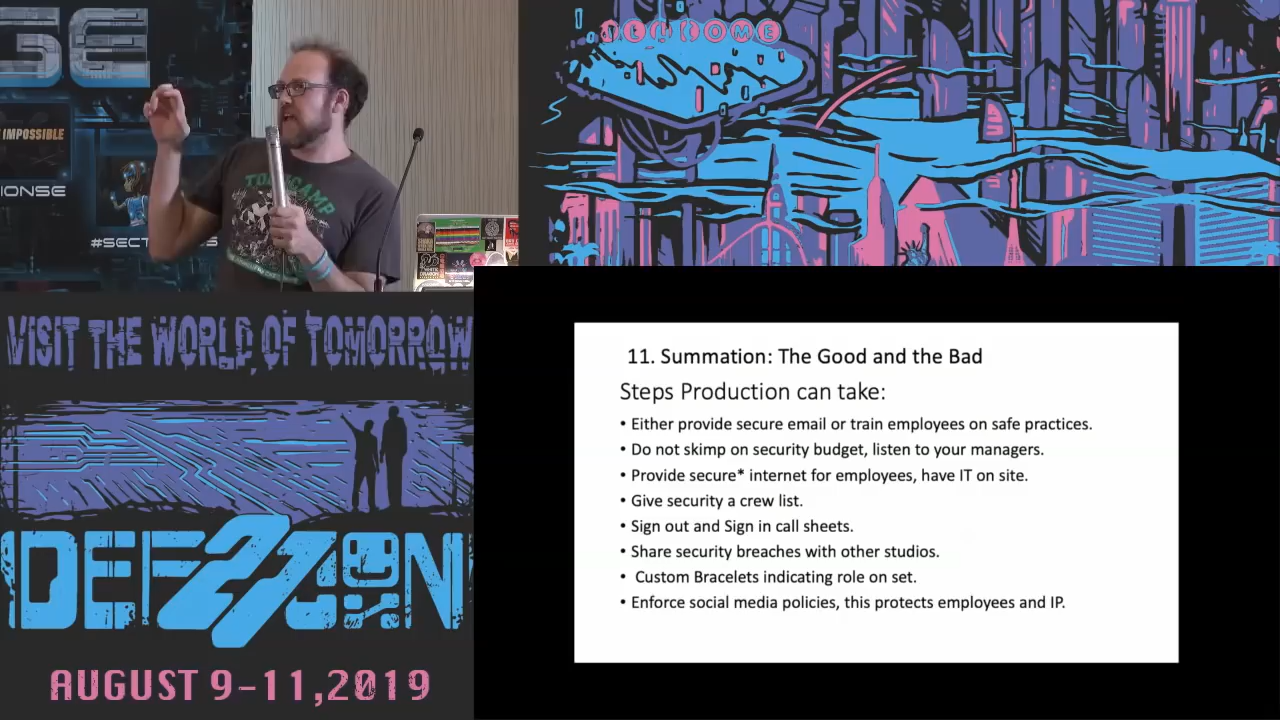 IMPOSSIBLE
#SECT
TOORCAMP
WELCOME
VISIT THE WORLD OF TOMORROW
DEF27CON
AUGUST 9-11,2019
11. Summation: The Good and the Bad
Steps Production can take:
• Either provide secure email or train employees on safe practices.
• Do not skimp on security budget, listen to your managers.
• Provide secure* internet for employees, have IT on site.
• Give security a crew list.
• Sign out and Sign in call sheets.
• Share security breaches with other studios.
• Custom Bracelets indicating role on set.
• Enforce social media policies, this protects employees and IP.